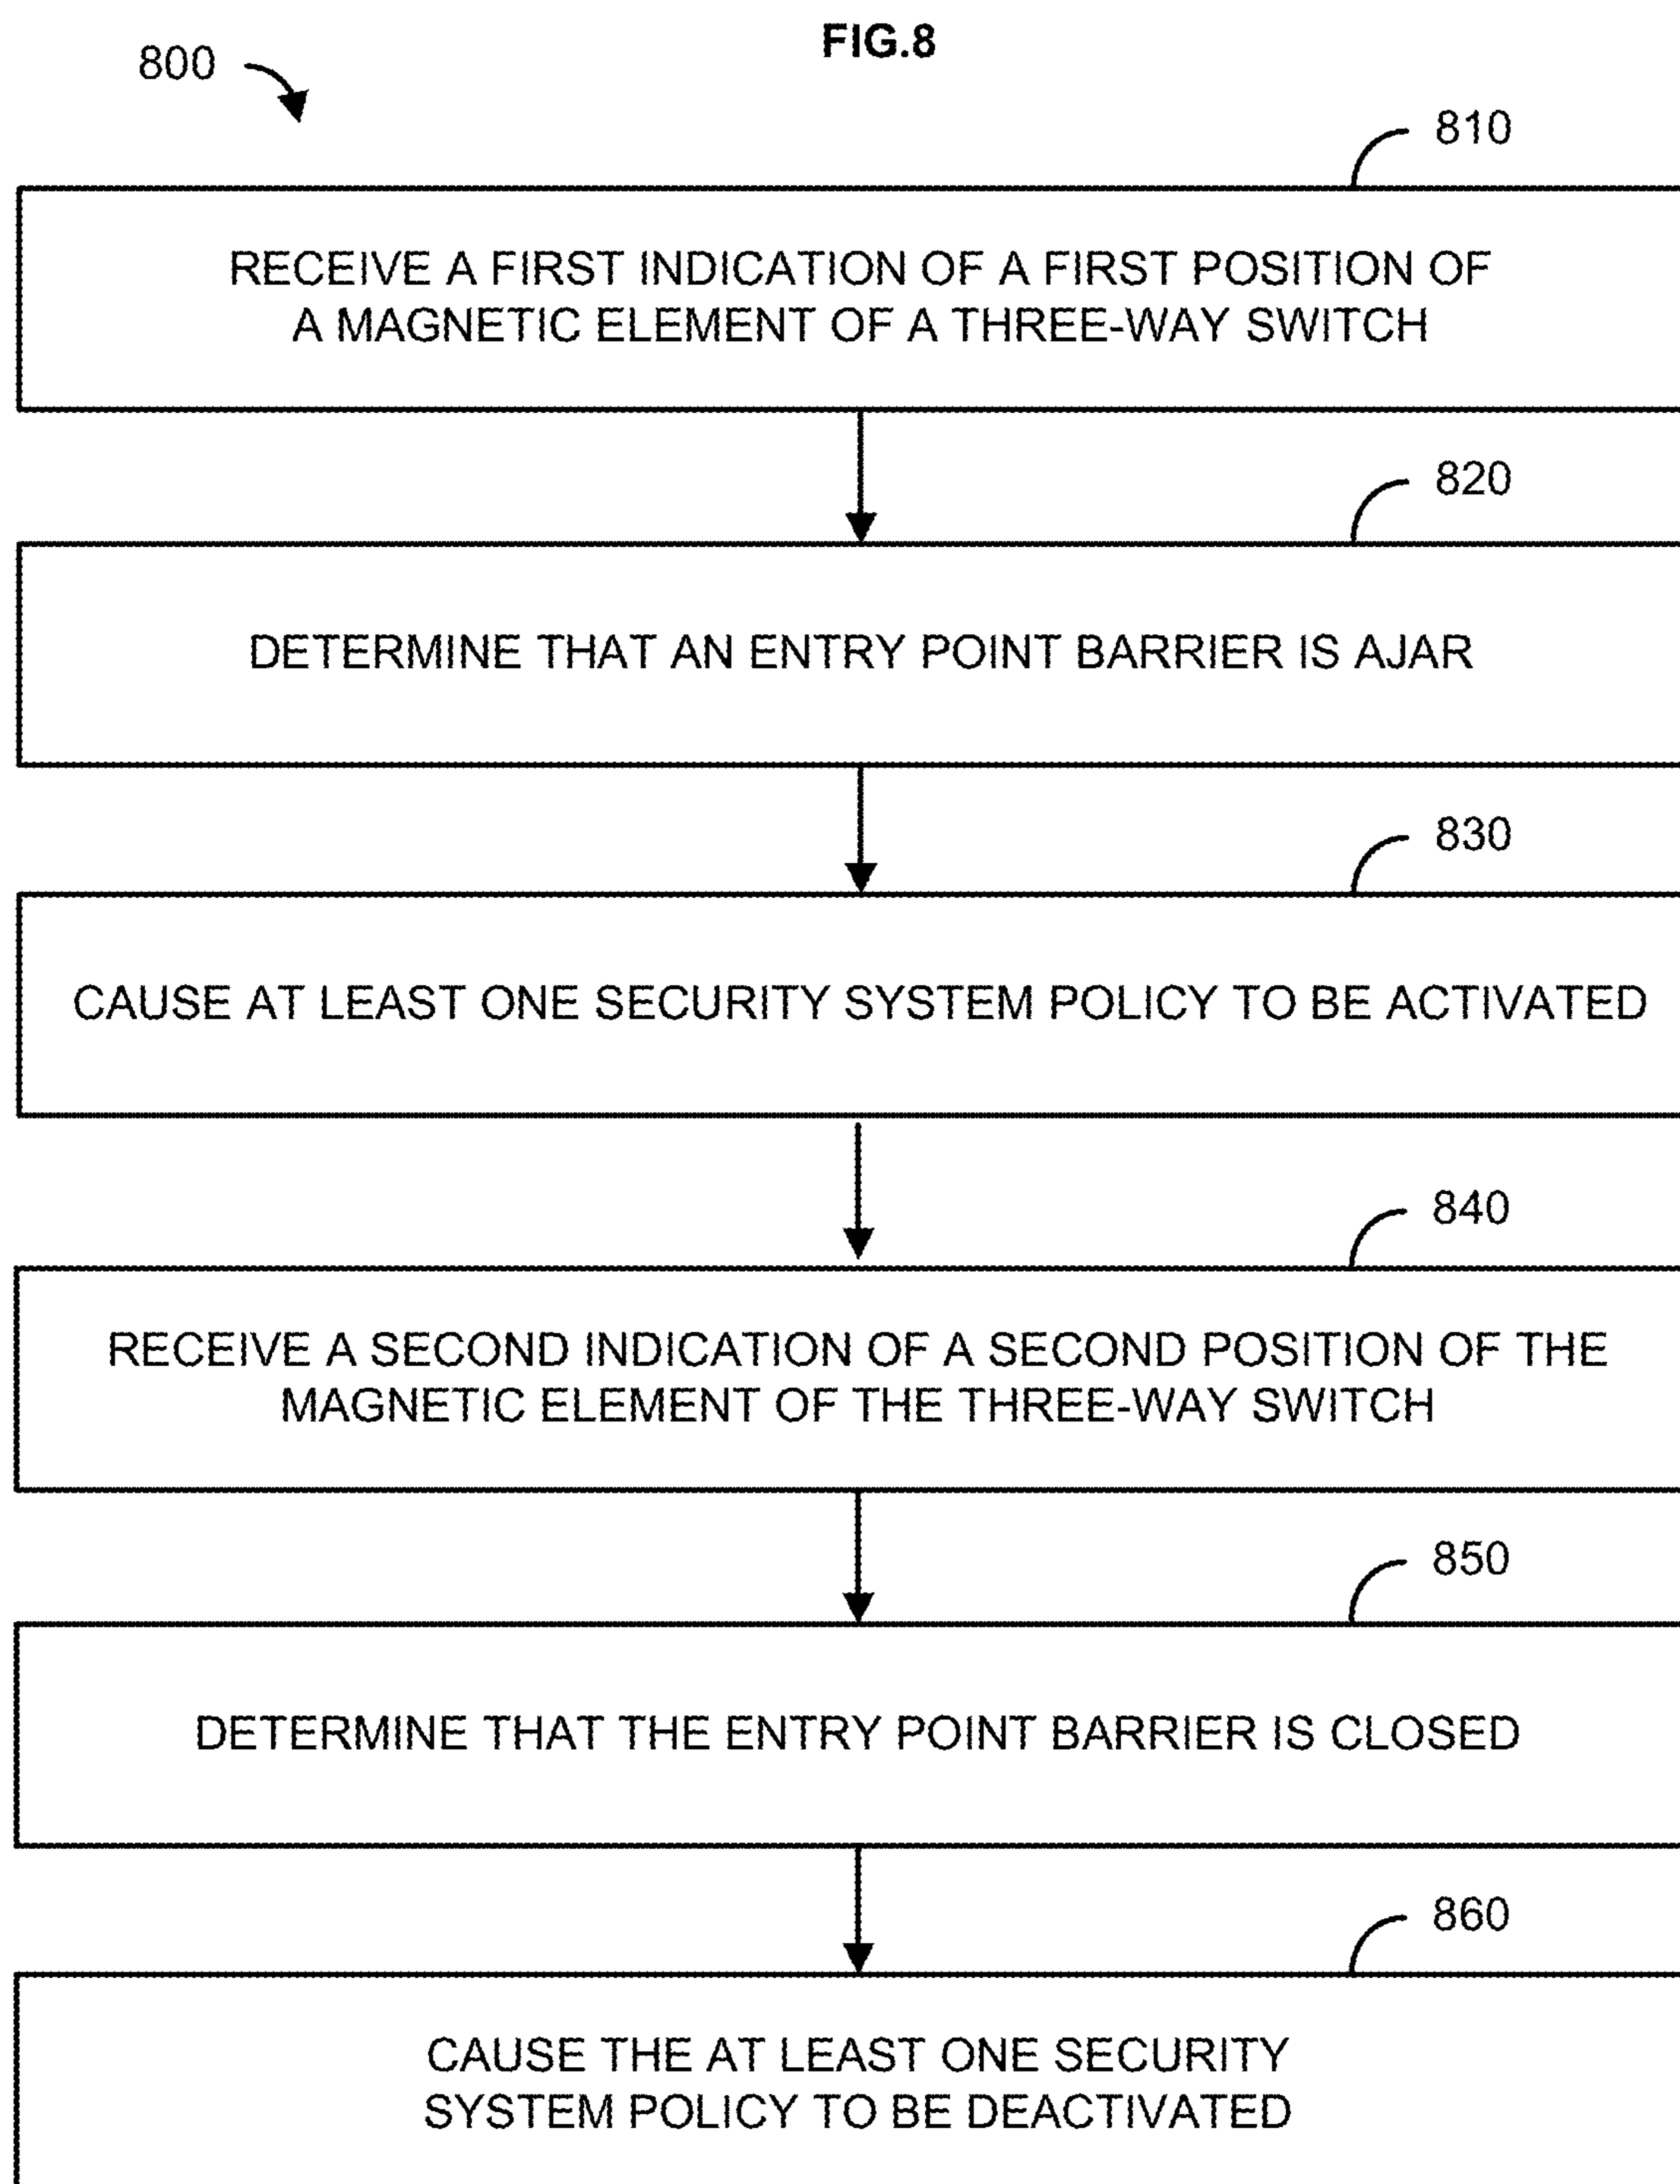 FIG.8
800
810
RECEIVE A FIRST INDICATION OF A FIRST POSITION OF
A MAGNETIC ELEMENT OF A THREE-WAY SWITCH
820
DETERMINE THAT AN ENTRY POINT BARRIER IS AJAR
830
CAUSE AT LEAST ONE SECURITY SYSTEM POLICY TO BE ACTIVATED
840
RECEIVE A SECOND INDICATION OF A SECOND POSITION OF THE
MAGNETIC ELEMENT OF THE THREE-WAY SWITCH
850
DETERMINE THAT THE ENTRY POINT BARRIER IS CLOSED
860
CAUSE THE AT LEAST ONE SECURITY
SYSTEM POLICY TO BE DEACTIVATED